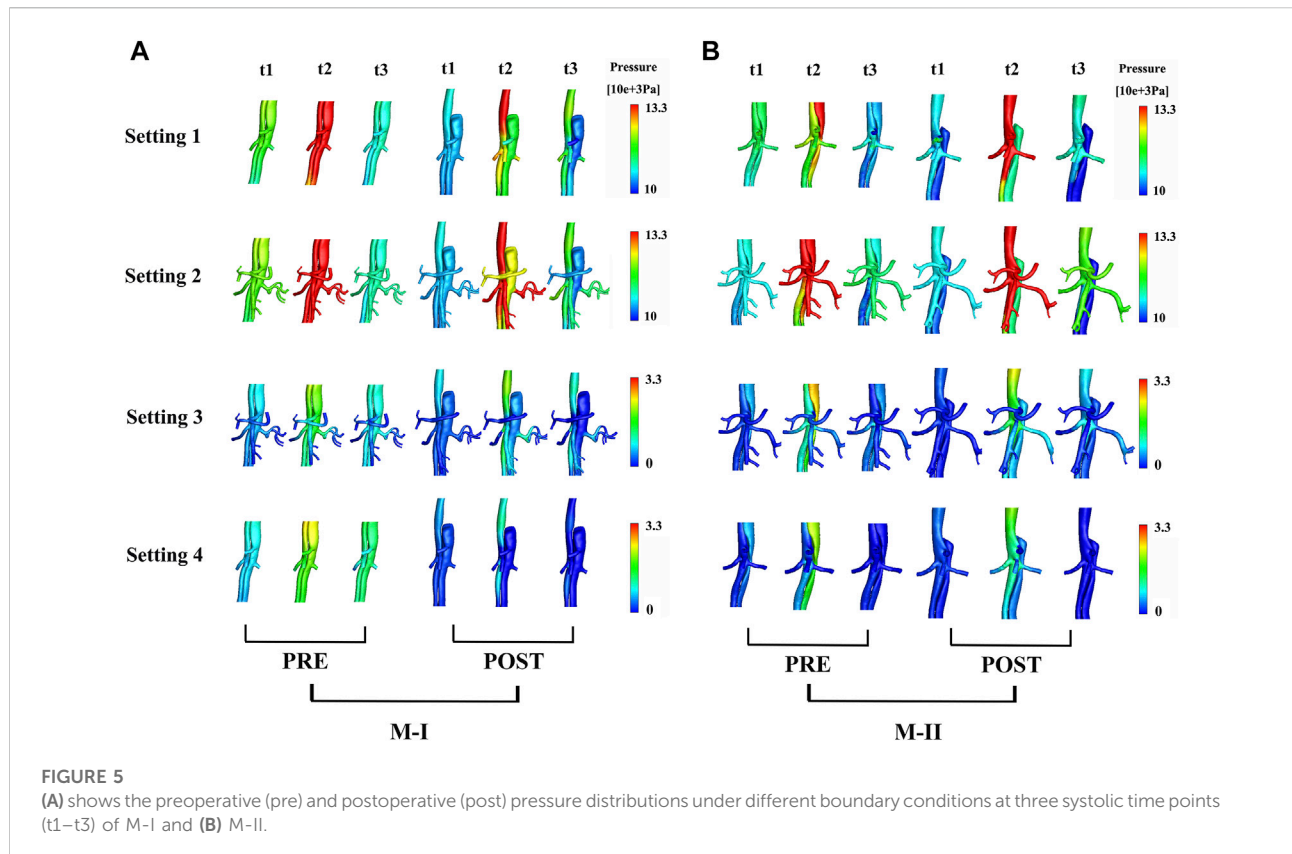 A
B
t1 t2 t3 t1 t2 t3 Pressure
[10e+3Pa]
t1 t2 t3 t1 t2 t3 Pressure
[10e+3Pa]
Setting 1
13.3
10
13.3
10
Setting 2
13.3
10
13.3
10
Setting 3
3.3
0
3.3
0
Setting 4
3.3
0
3.3
0
PRE POST
M-I
PRE POST
M-II
FIGURE 5
(A) shows the preoperative (pre) and postoperative (post) pressure distributions under different boundary conditions at three systolic time points
(t1–t3) of M-I and (B) M-II.